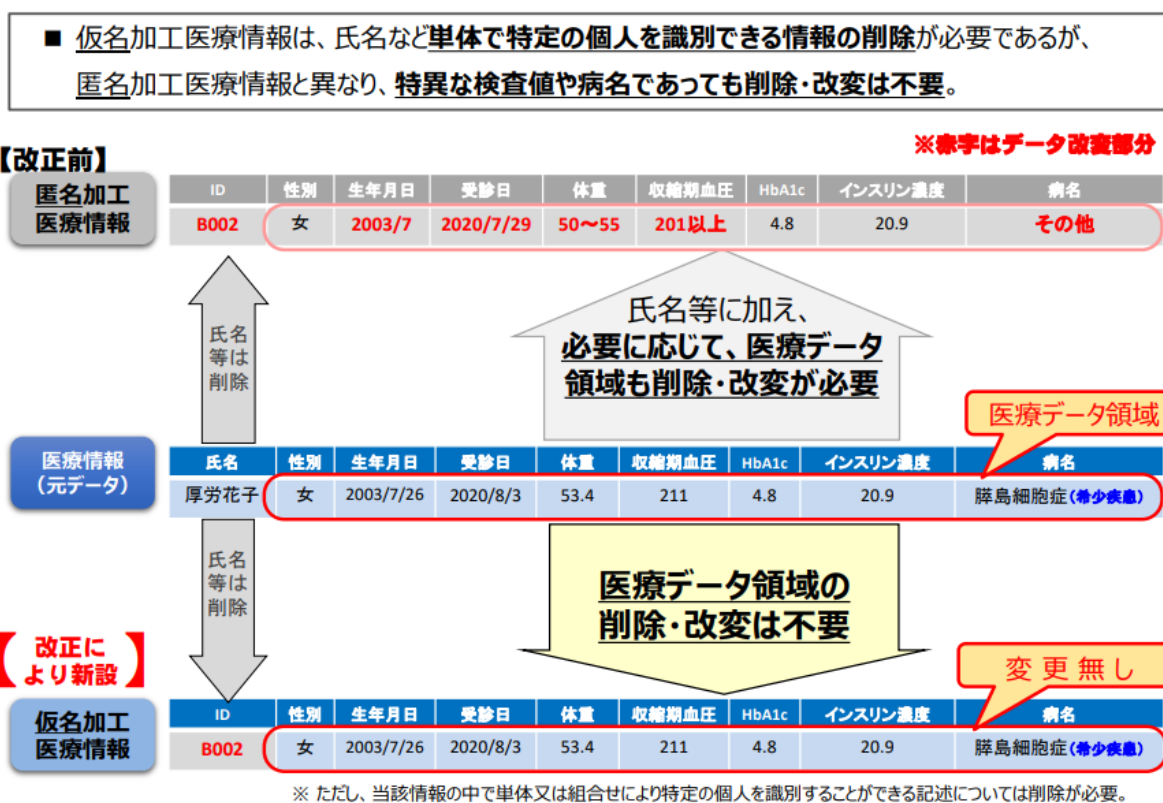 ■ 仮名加工医療情報は、氏名など単体で特定の個人を識別できる情報の削除が必要であるが、
匿名加工医療情報と異なり、特異な検査値や病名であっても削除・改変は不要。
※赤字はデータ改変部分
【改正前】
匿名加工
医療情報
ID 性別 生年月日 受診日 体重 収縮期血圧 HbA1c インスリン濃度 病名
B002 女 2003/7 2020/7/29 50～55 201以上 4.8 20.9 その他
氏名
等は
削除
氏名等に加え、
必要に応じて、医療データ
領域も削除・改変が必要
医療データ領域
医療情報
（元データ）
氏名 性別 生年月日 受診日 体重 収縮期血圧 HbA1c インスリン濃度 病名
厚労花子 女 2003/7/26 2020/8/3 53.4 211 4.8 20.9 膵島細胞症(希少疾患)
氏名
等は
削除
医療データ領域の
削除・改変は不要
【改正に
より新設】
変更無し
仮名加工
医療情報
ID 性別 生年月日 受診日 体重 収縮期血圧 HbA1c インスリン濃度 病名
B002 女 2003/7/26 2020/8/3 53.4 211 4.8 20.9 膵島細胞症(希少疾患)
※ ただし、当該情報の中で単体又は組合せにより特定の個人を識別することができる記述については削除が必要。